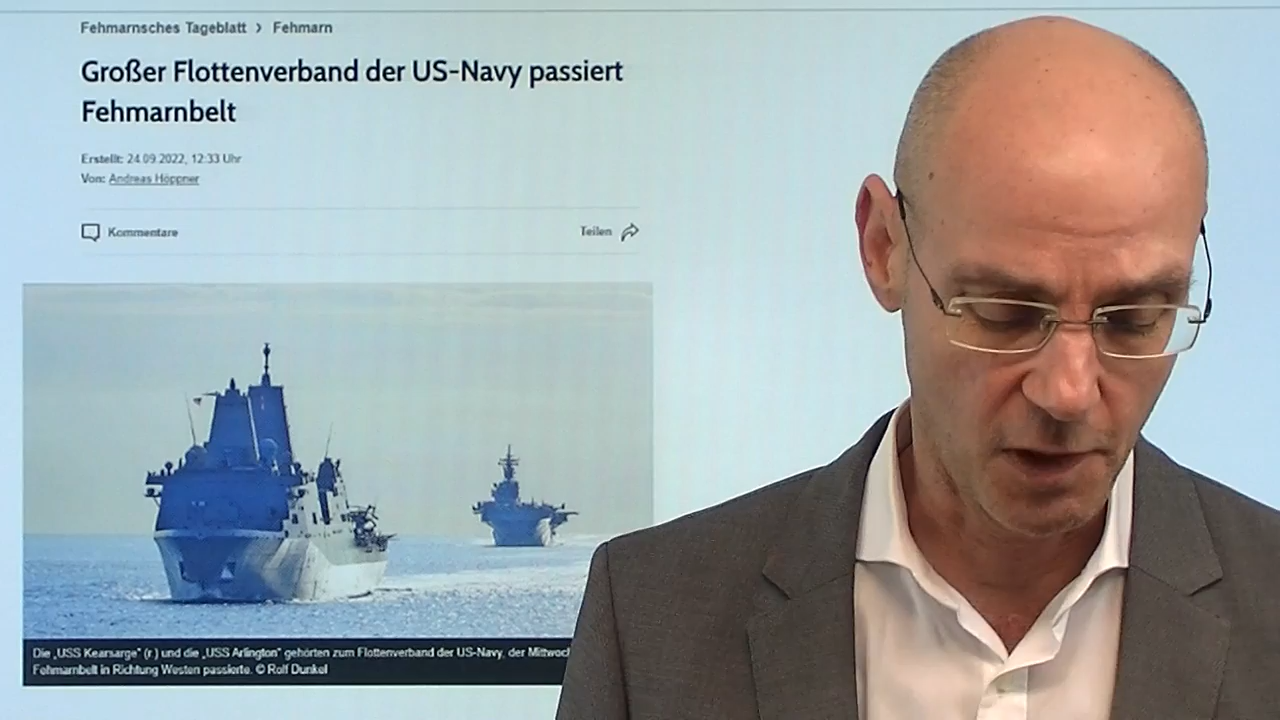 Fehmarnsches Tageblatt › Fehmarn
Großer Flottenverband der US-Navy passiert
Fehmarnbelt
Erstellt: 24.09.2022, 12:33 Uhr
Von: Andreas Höppner
Kommentare
Teilen
Die „USS Kearsarge" (r.) und die „USS Arlington" gehörten zum Flottenverband der US-Navy, der Mittwoch
Fehmarnbelt in Richtung Westen passierte. © Rolf Dunkel